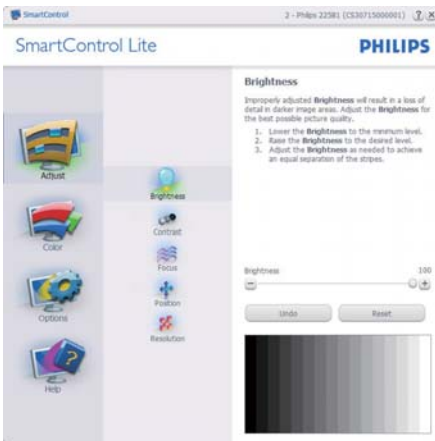 SmartControl
2 - Philips 225B1 (CS30715000001)
SmartControl Lite
PHILIPS
Adjust
Color
Options
Help
Brightness
Contrast
Focus
Position
Resolution
Brightness
Improperly adjusted Brightness will result in a loss of
detail in darker image areas. Adjust the Brightness for
the best possible picture quality.
1. Lower the Brightness to the minimum level.
2. Raise the Brightness to the desired level.
3. Adjust the Brightness as needed to achieve
an equal separation of the stripes.
Brightness 100
Undo Reset